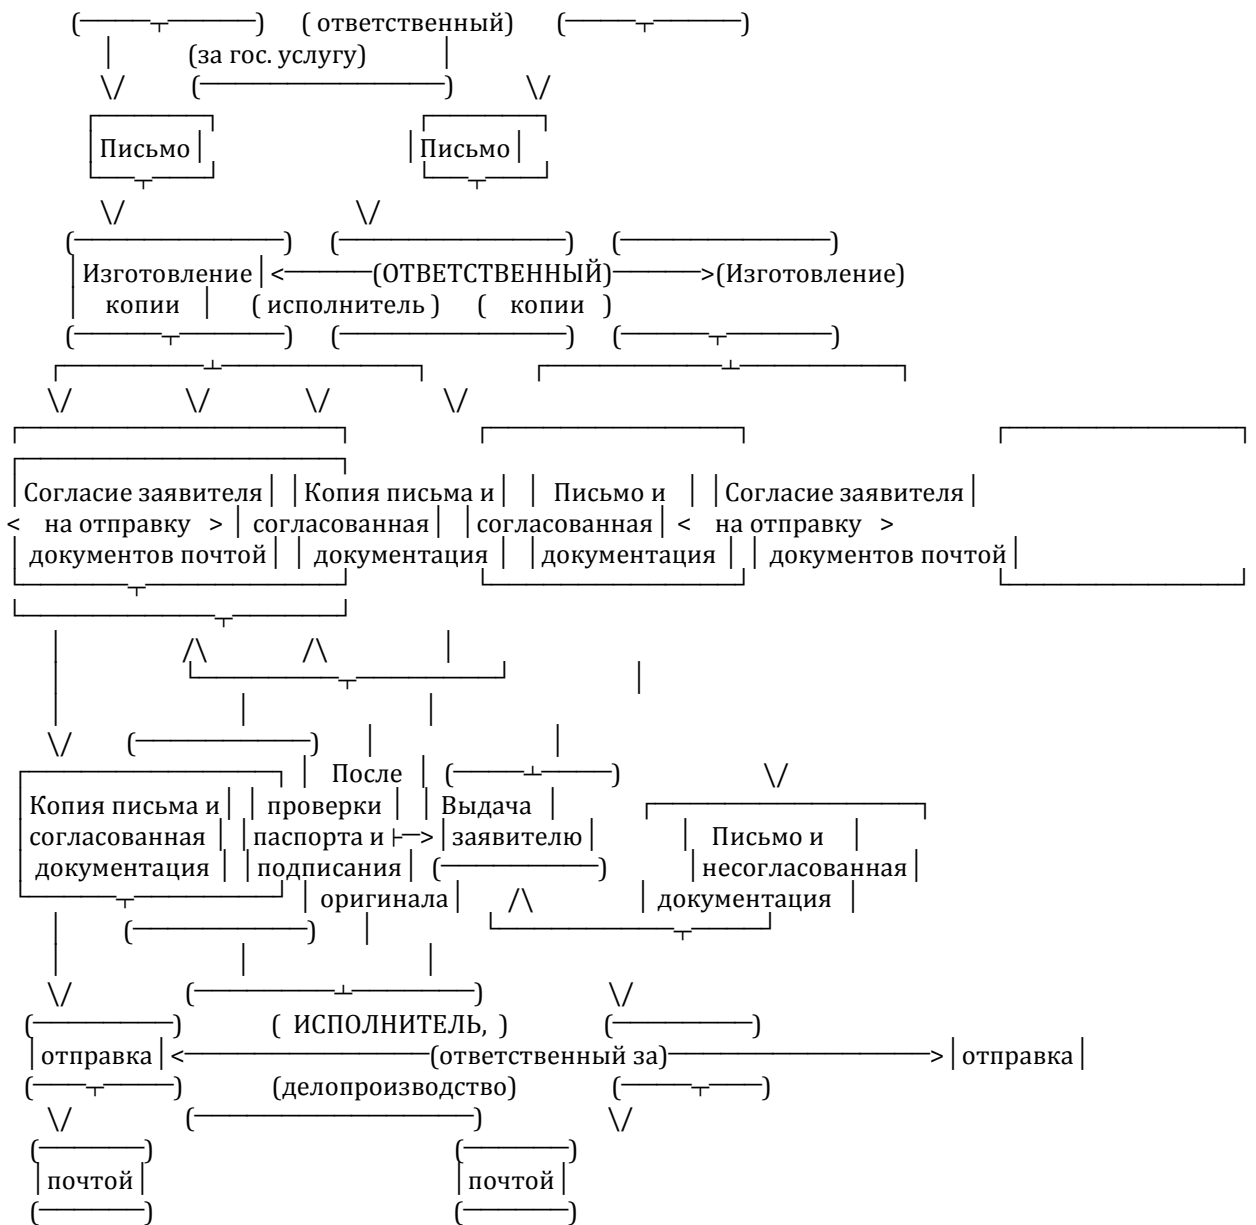 ( ответственный)
(за гос. услугу)
Письмо Письмо
Изготовление <————(ОТВЕТСТВЕННЫЙ)————>(Изготовление)
копии ( исполнитель ) ( копии )
Согласие заявителя Копия письма и Письмо и Согласие заявителя
< на отправку > согласованная согласованная < на отправку >
документов почтой документация документация документов почтой
После
Копия письма и проверки Выдача
согласованная паспорта и —> заявителю Письмо и
документация подписания несогласованная
оригинала документация
( ИСПОЛНИТЕЛЬ, )
отправка <————(ответственный за)————> отправка
(делопроизводство)
почтой почтой